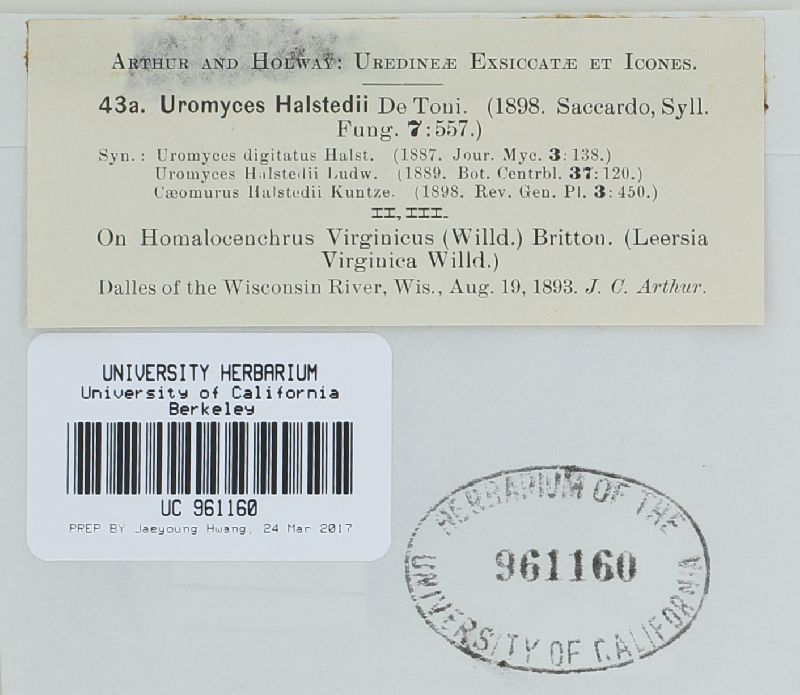 Arthur and Holway: Uredineæ Exsiccatæ et Icones.
43a. Uromyces Halstedii De Toni. (1898. Saccardo, Syll.
Fung. 7:557.)
Syn.: Uromyces digitatus Halst. (1887. Jour. Myc. 3:138.)
Uromyces Halstedii Ludw. (1889. Bot. Centrbl. 37:120.)
Cæomurus Halstedii Kuntze. (1898. Rev. Gen. Pl. 3:450.)
II, III.
On Homalocenchrus Virginicus (Willd.) Britton. (Leersia
Virginica Willd.)
Dalles of the Wisconsin River, Wis., Aug. 19, 1893. J. C. Arthur.
UNIVERSITY HERBARIUM
University of California
Berkeley
UC 961160
PREP BY Jaeyoung Hwang, 24 Mar 2017
HERBARIUM OF THE
961160
UNIVERSITY OF CALIFORNIA